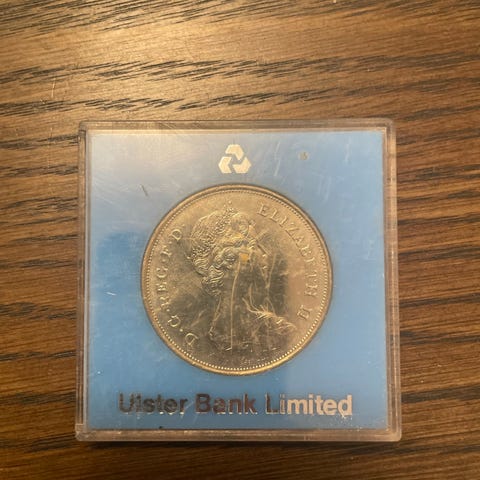 D·G·REG·F·D· ELIZABETH II
Ulster Bank Limited